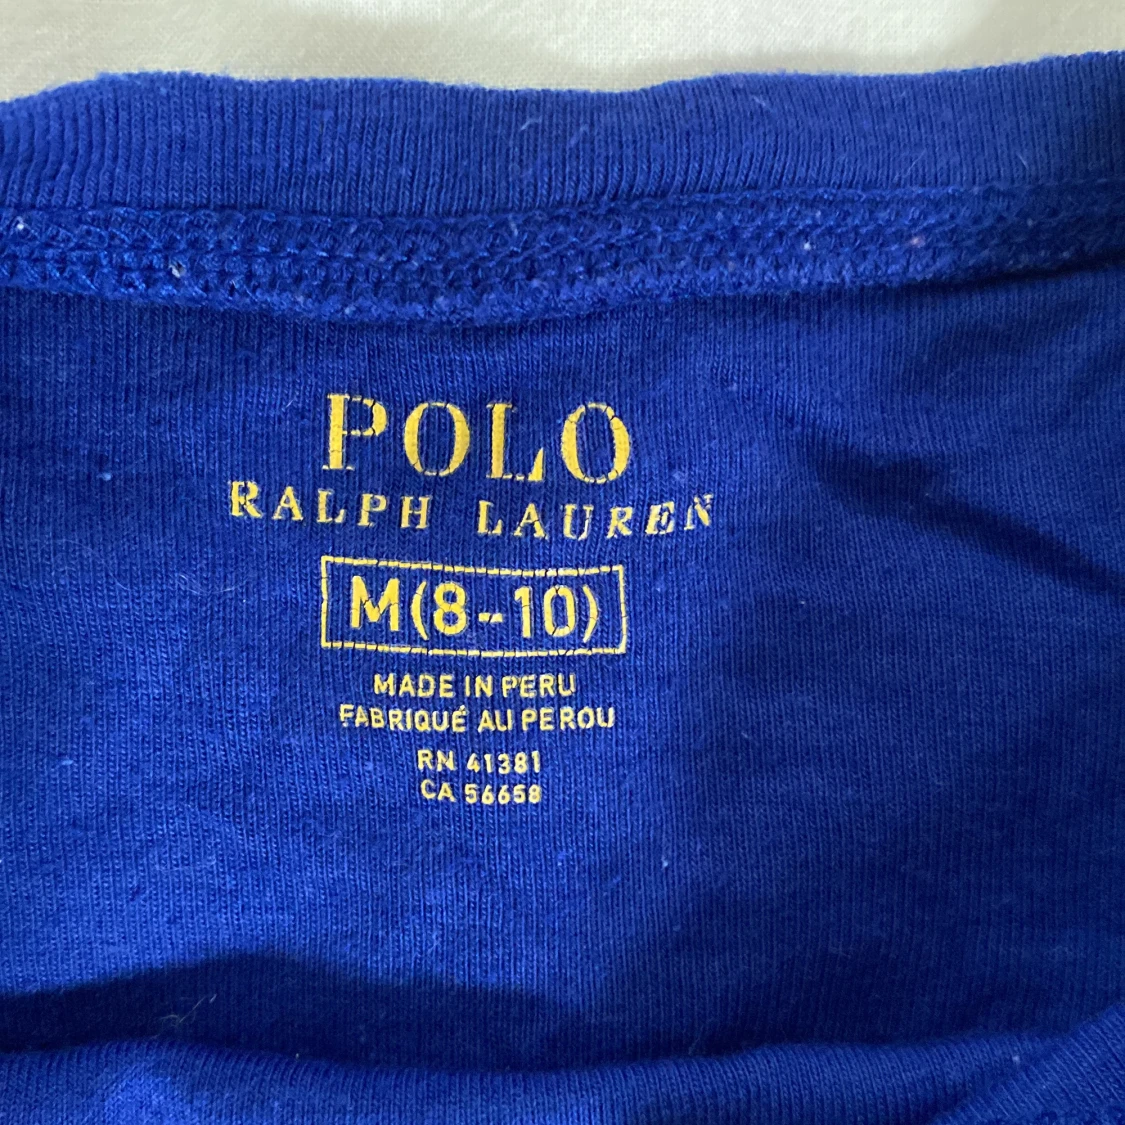 POLO
RALPH LAUREN
M(8-10)
MADE IN PERU
FABRIQUÉ AU PEROU
RN 41381
CA 56658